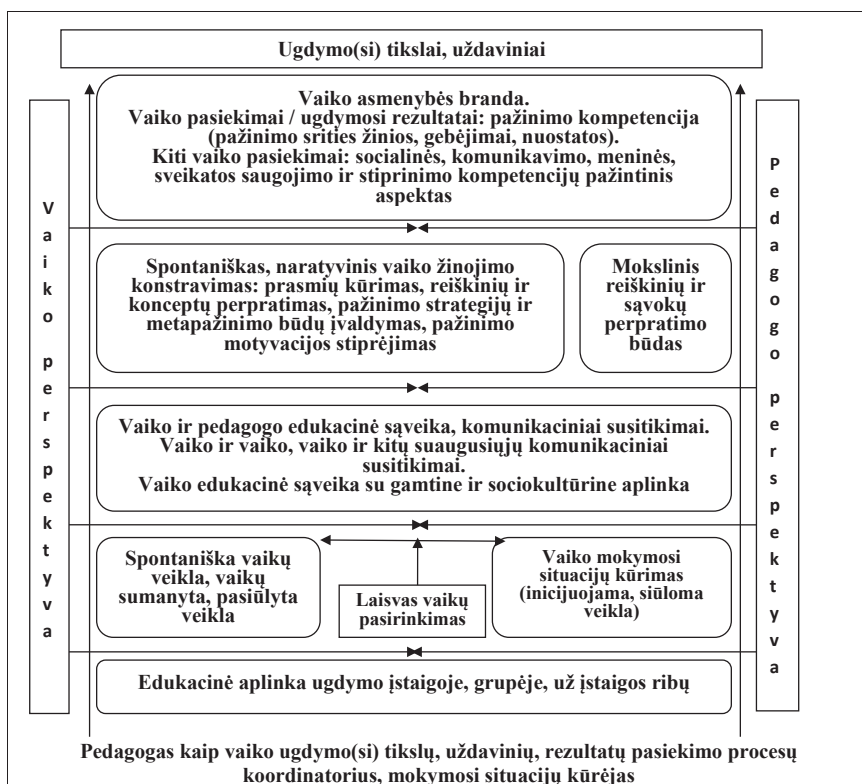 Ugdymo(si) tikslai, uždaviniai
Vaiko asmenybės branda.
Vaiko pasiekimai / ugdymosi rezultatai: pažinimo kompetencija
(pažinimo srities žinios, gebėjimai, nuostatos).
Kiti vaiko pasiekimai: socialinės, komunikavimo, meninės,
sveikatos saugojimo ir stiprinimo kompetencijų pažintinis
aspektas
Vaiko perspektyva
Pedagogo perspektyva
Spontaniškas, naratyvinis vaiko žinojimo
konstravimas: prasmių kūrimas, reiškinių ir
konceptų perpratimas, pažinimo strategijų ir
metapažinimo būdų įvaldymas, pažinimo
motyvacijos stiprėjimas
Mokslinis
reiškinių ir
sąvokų
perpratimo
būdas
Vaiko ir pedagogo edukacinė sąveika, komunikaciniai susitikimai.
Vaiko ir vaiko, vaiko ir kitų suaugusiųjų komunikaciniai
susitikimai.
Vaiko edukacinė sąveika su gamtine ir sociokultūrine aplinka
Spontaniška vaikų
veikla, vaikų
sumanyta, pasiūlyta
veikla
Laisvas vaikų
pasirinkimas
Vaiko mokymosi
situacijų kūrimas
(inicijuojama, siūloma
veikla)
Edukacinė aplinka ugdymo įstaigoje, grupėje, už įstaigos ribų
Pedagogas kaip vaiko ugdymo(si) tikslų, uždavinių, rezultatų pasiekimo procesų
koordinatorius, mokymosi situacijų kūrėjas